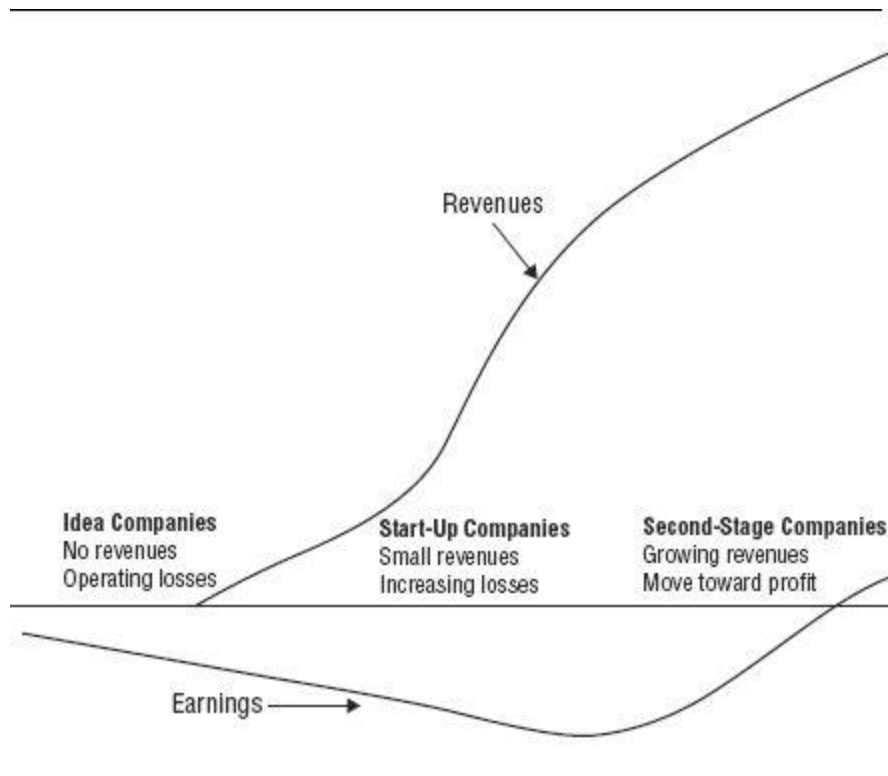 Revenues
Idea Companies
No revenues
Operating losses
Start-Up Companies
Small revenues
Increasing losses
Second-Stage Companies
Growing revenues
Move toward profit
Earnings